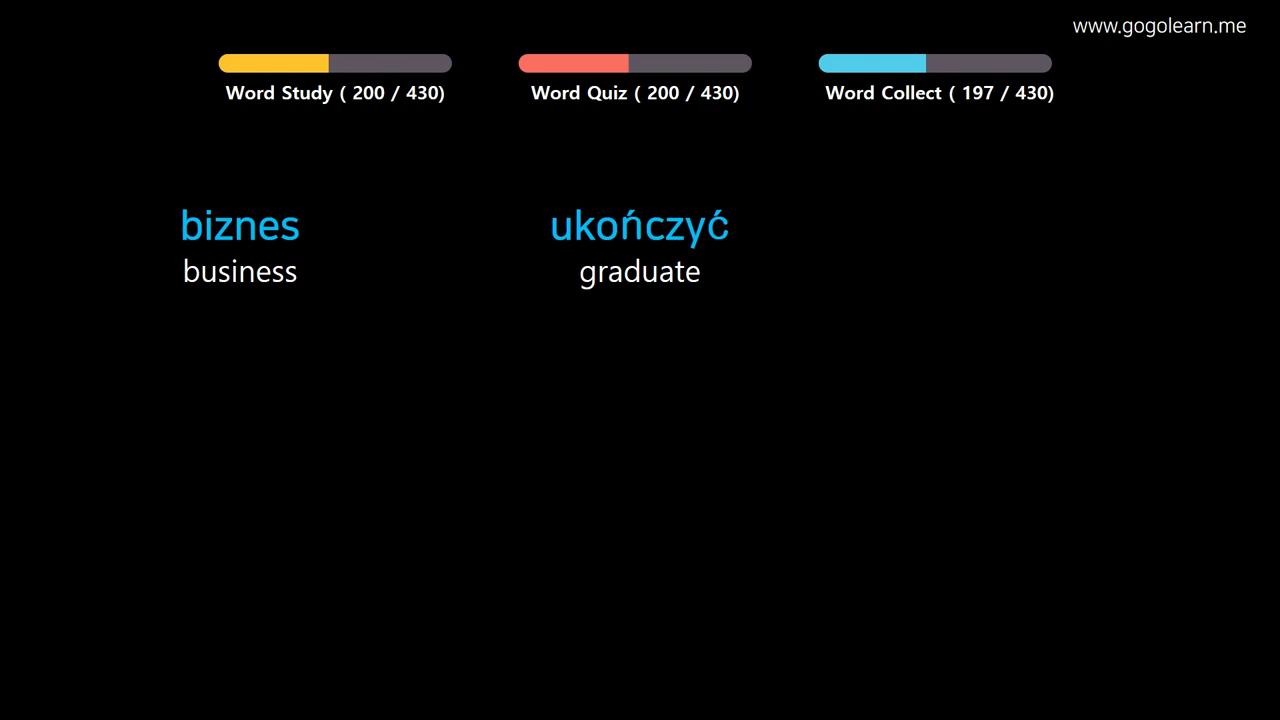 www.gogolearn.me
Word Study ( 200 / 430)
Word Quiz ( 200 / 430)
Word Collect ( 197 / 430)
biznes
business
ukończyć
graduate